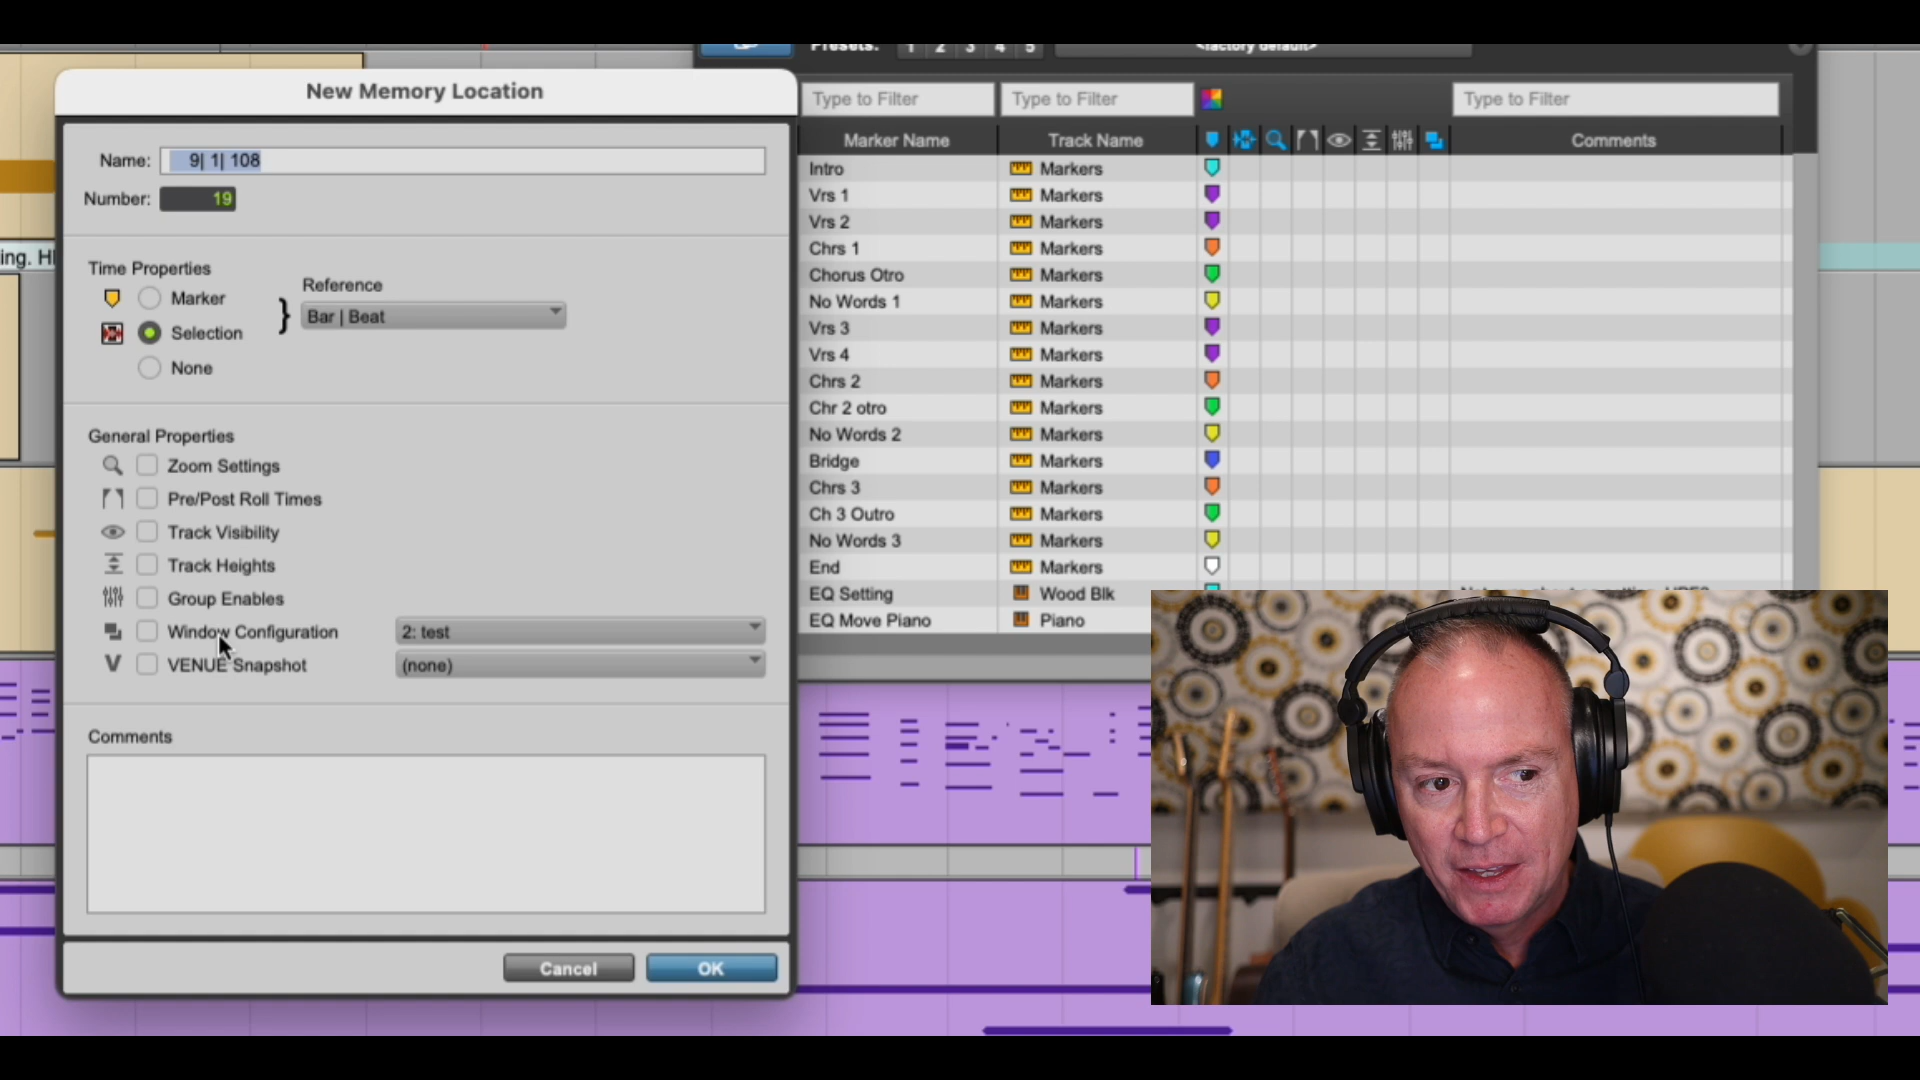 Presets: 1 2 3 4 5 <factory default>
New Memory Location
Type to Filter Type to Filter Type to Filter
Marker Name Track Name Comments
Name: 9| 1| 108
Number: 19
Time Properties
Marker
Selection
None
Reference
Bar | Beat
General Properties
Zoom Settings
Pre/Post Roll Times
Track Visibility
Track Heights
Group Enables
Window Configuration 2: test
V VENUE Snapshot (none)
Comments
Cancel OK
ing. H
Intro Markers
Vrs 1 Markers
Vrs 2 Markers
Chrs 1 Markers
Chorus Otro Markers
No Words 1 Markers
Vrs 3 Markers
Vrs 4 Markers
Chrs 2 Markers
Chr 2 otro Markers
No Words 2 Markers
Bridge Markers
Chrs 3 Markers
Ch 3 Outro Markers
No Words 3 Markers
End Markers
EQ Setting Wood Blk
EQ Move Piano Piano